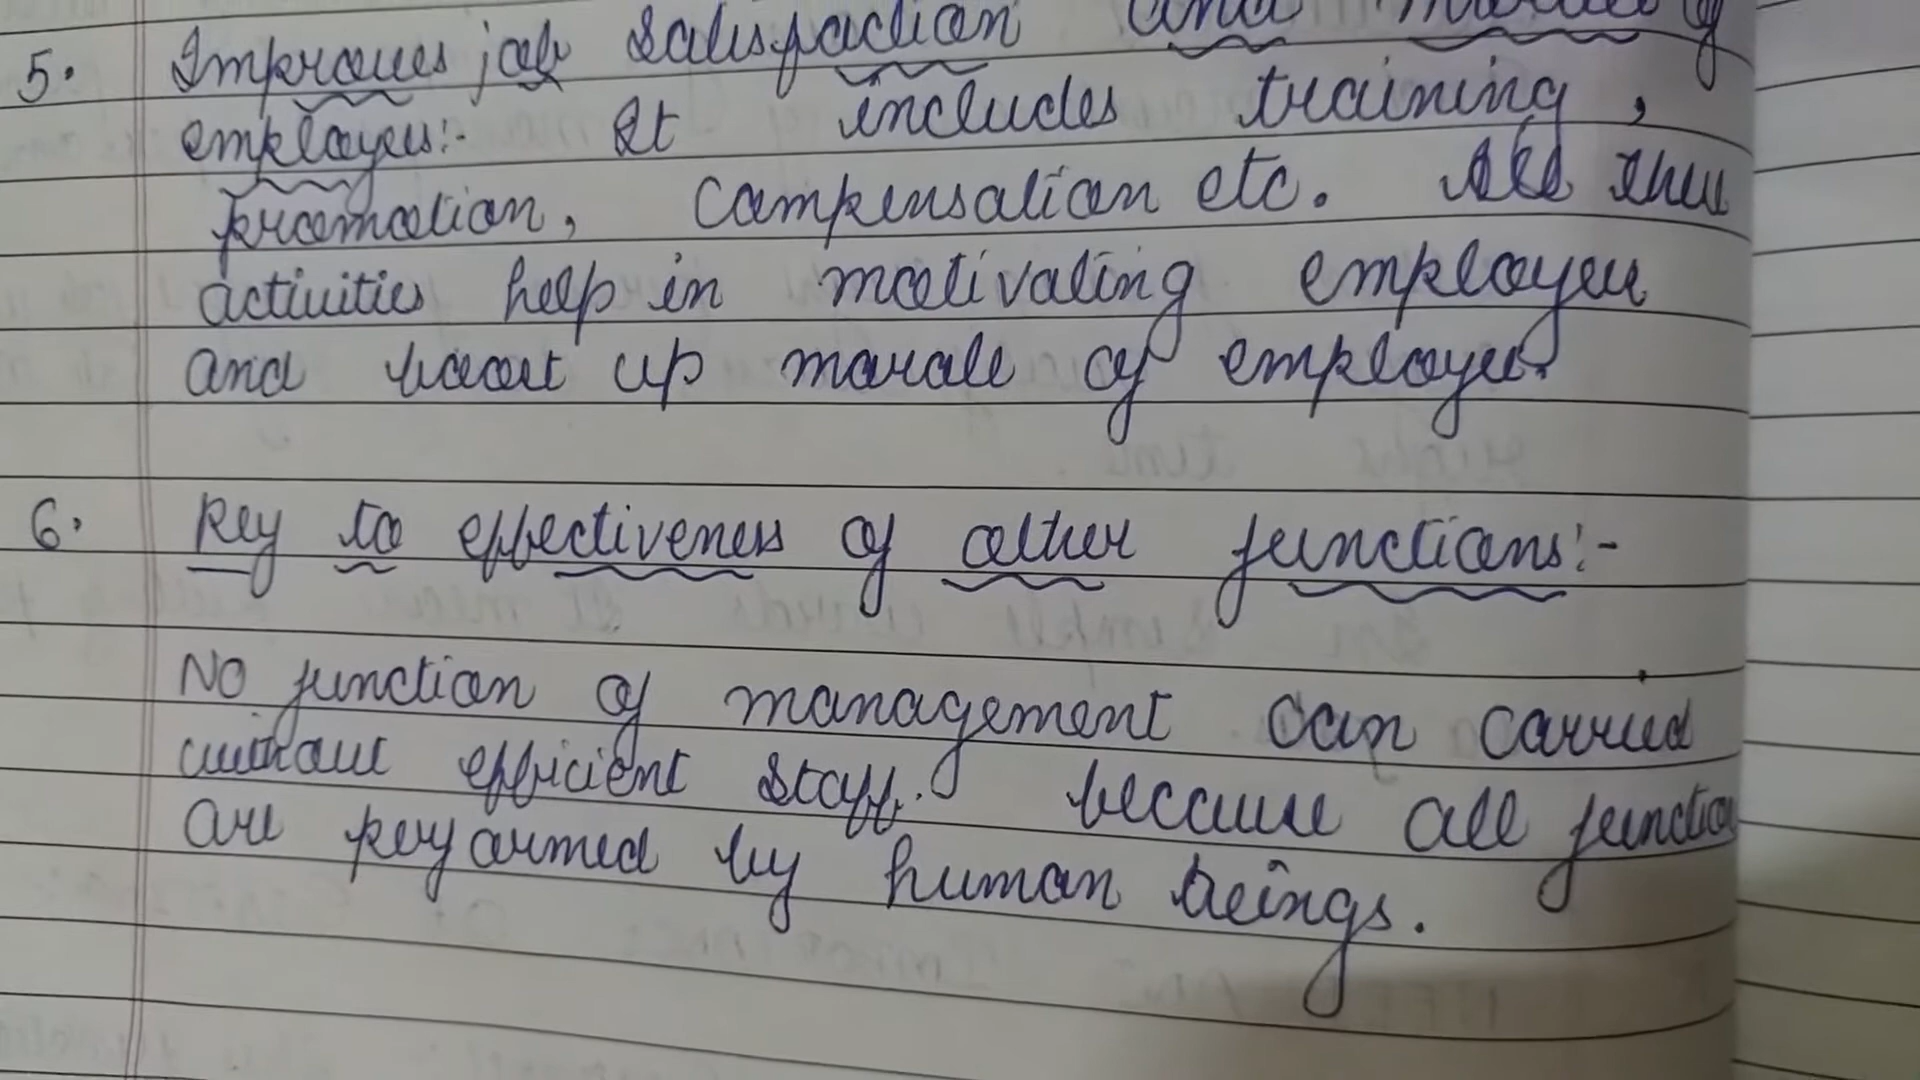 5. Improves job satisfaction and morale of
employees:- It includes training,
promotion, compensation etc. All these
activities help in motivating employees
and boost up morale of employees.
6. Key to effectiveness of other functions:-
No function of management can carried
without efficient staff. because all function
are performed by human beings.